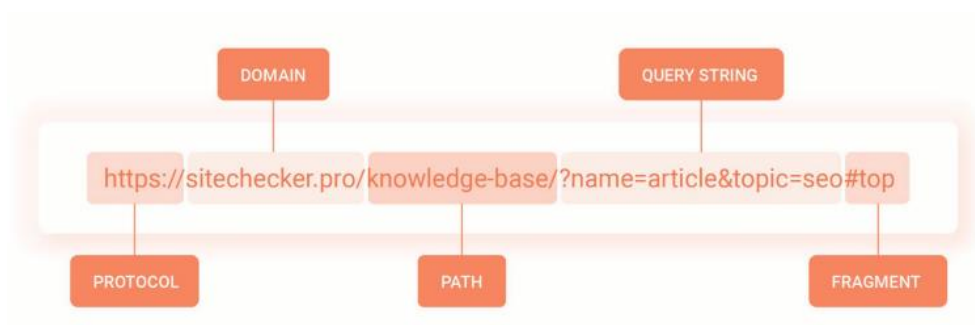 DOMAIN QUERY STRING
https://sitechecker.pro/knowledge-base/?name=article&topic=seo#top
PROTOCOL PATH FRAGMENT